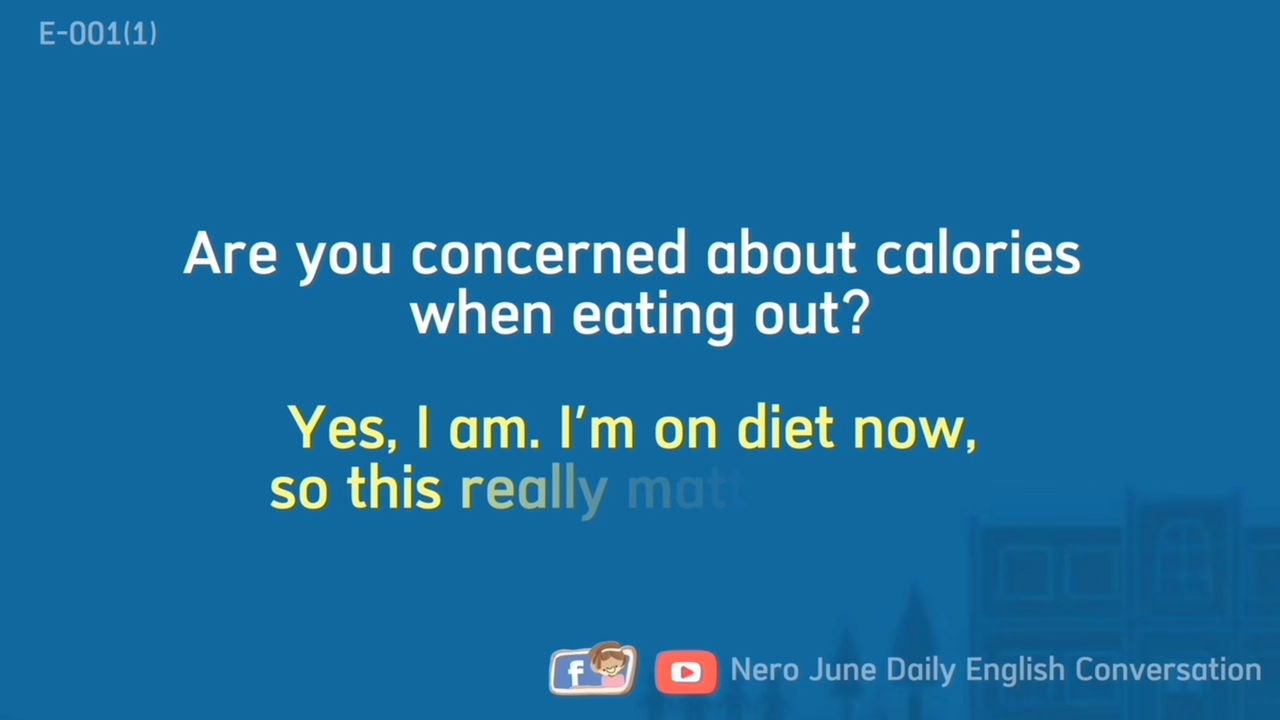 E-001(1)
Are you concerned about calories
when eating out?
Yes, I am. I'm on diet now,
so this really matt
f
Nero June Daily English Conversation